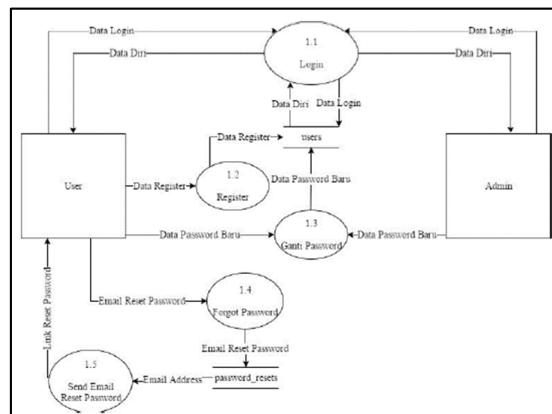 Data Login
Data Login
1.1
Login
Data Diri
Data Diri
Data Diri
Data Login
users
Data Register
1.2
Register
Data Register
User
Admin
Data Password Baru
1.3
Ganti Password
Data Password Baru
Data Password Baru
Link Reset Password
Email Reset Password
1.4
Forgot Password
Email Reset Password
1.5
Send Email
Reset Password
Email Address
password_resets